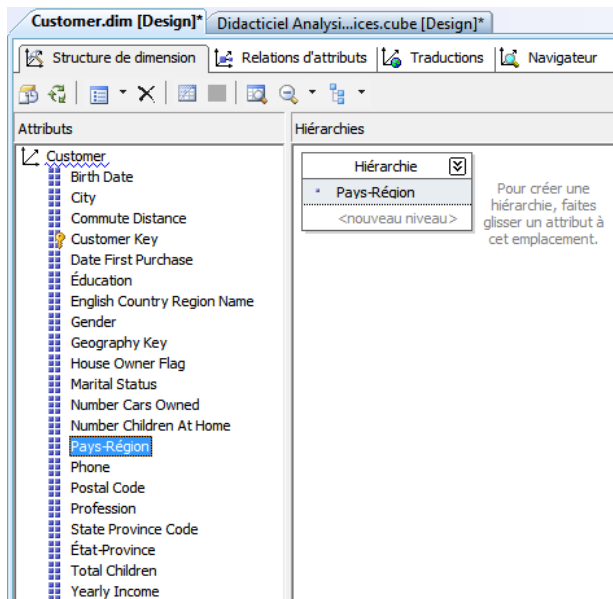 Customer.dim [Design]* Didacticiel Analysi...ices.cube [Design]*
Structure de dimension Relations d'attributs Traductions Navigateur
Attributs
Customer
Birth Date
City
Commute Distance
Customer Key
Date First Purchase
Éducation
English Country Region Name
Gender
Geography Key
House Owner Flag
Marital Status
Number Cars Owned
Number Children At Home
Pays-Région
Phone
Postal Code
Profession
State Province Code
État-Province
Total Children
Yearly Income
Hiérarchies
Hiérarchie
Pays-Région
<nouveau niveau>
Pour créer une
hiérarchie, faites
glisser un attribut à
cet emplacement.